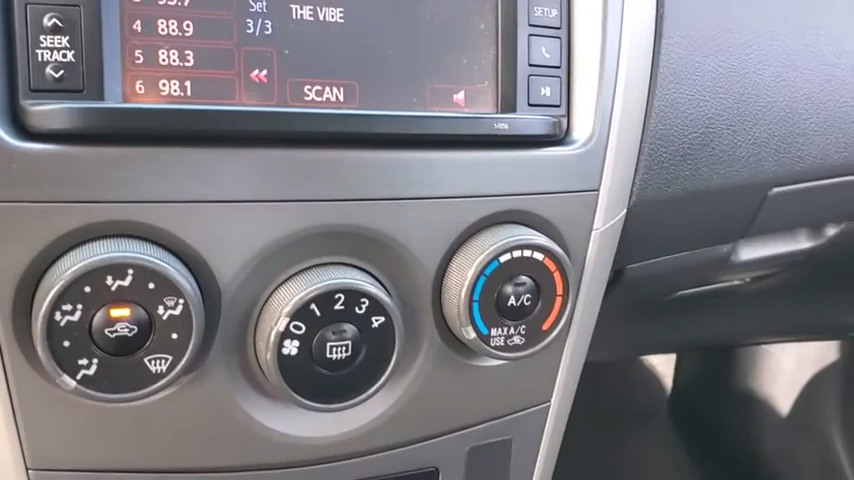 SEEK
TRACK
Set
3/3
THE VIBE
4 88.9
5 88.3
6 98.1
SCAN
SETUP
0 1 2 3 4
A/C
MAX A/C
USE